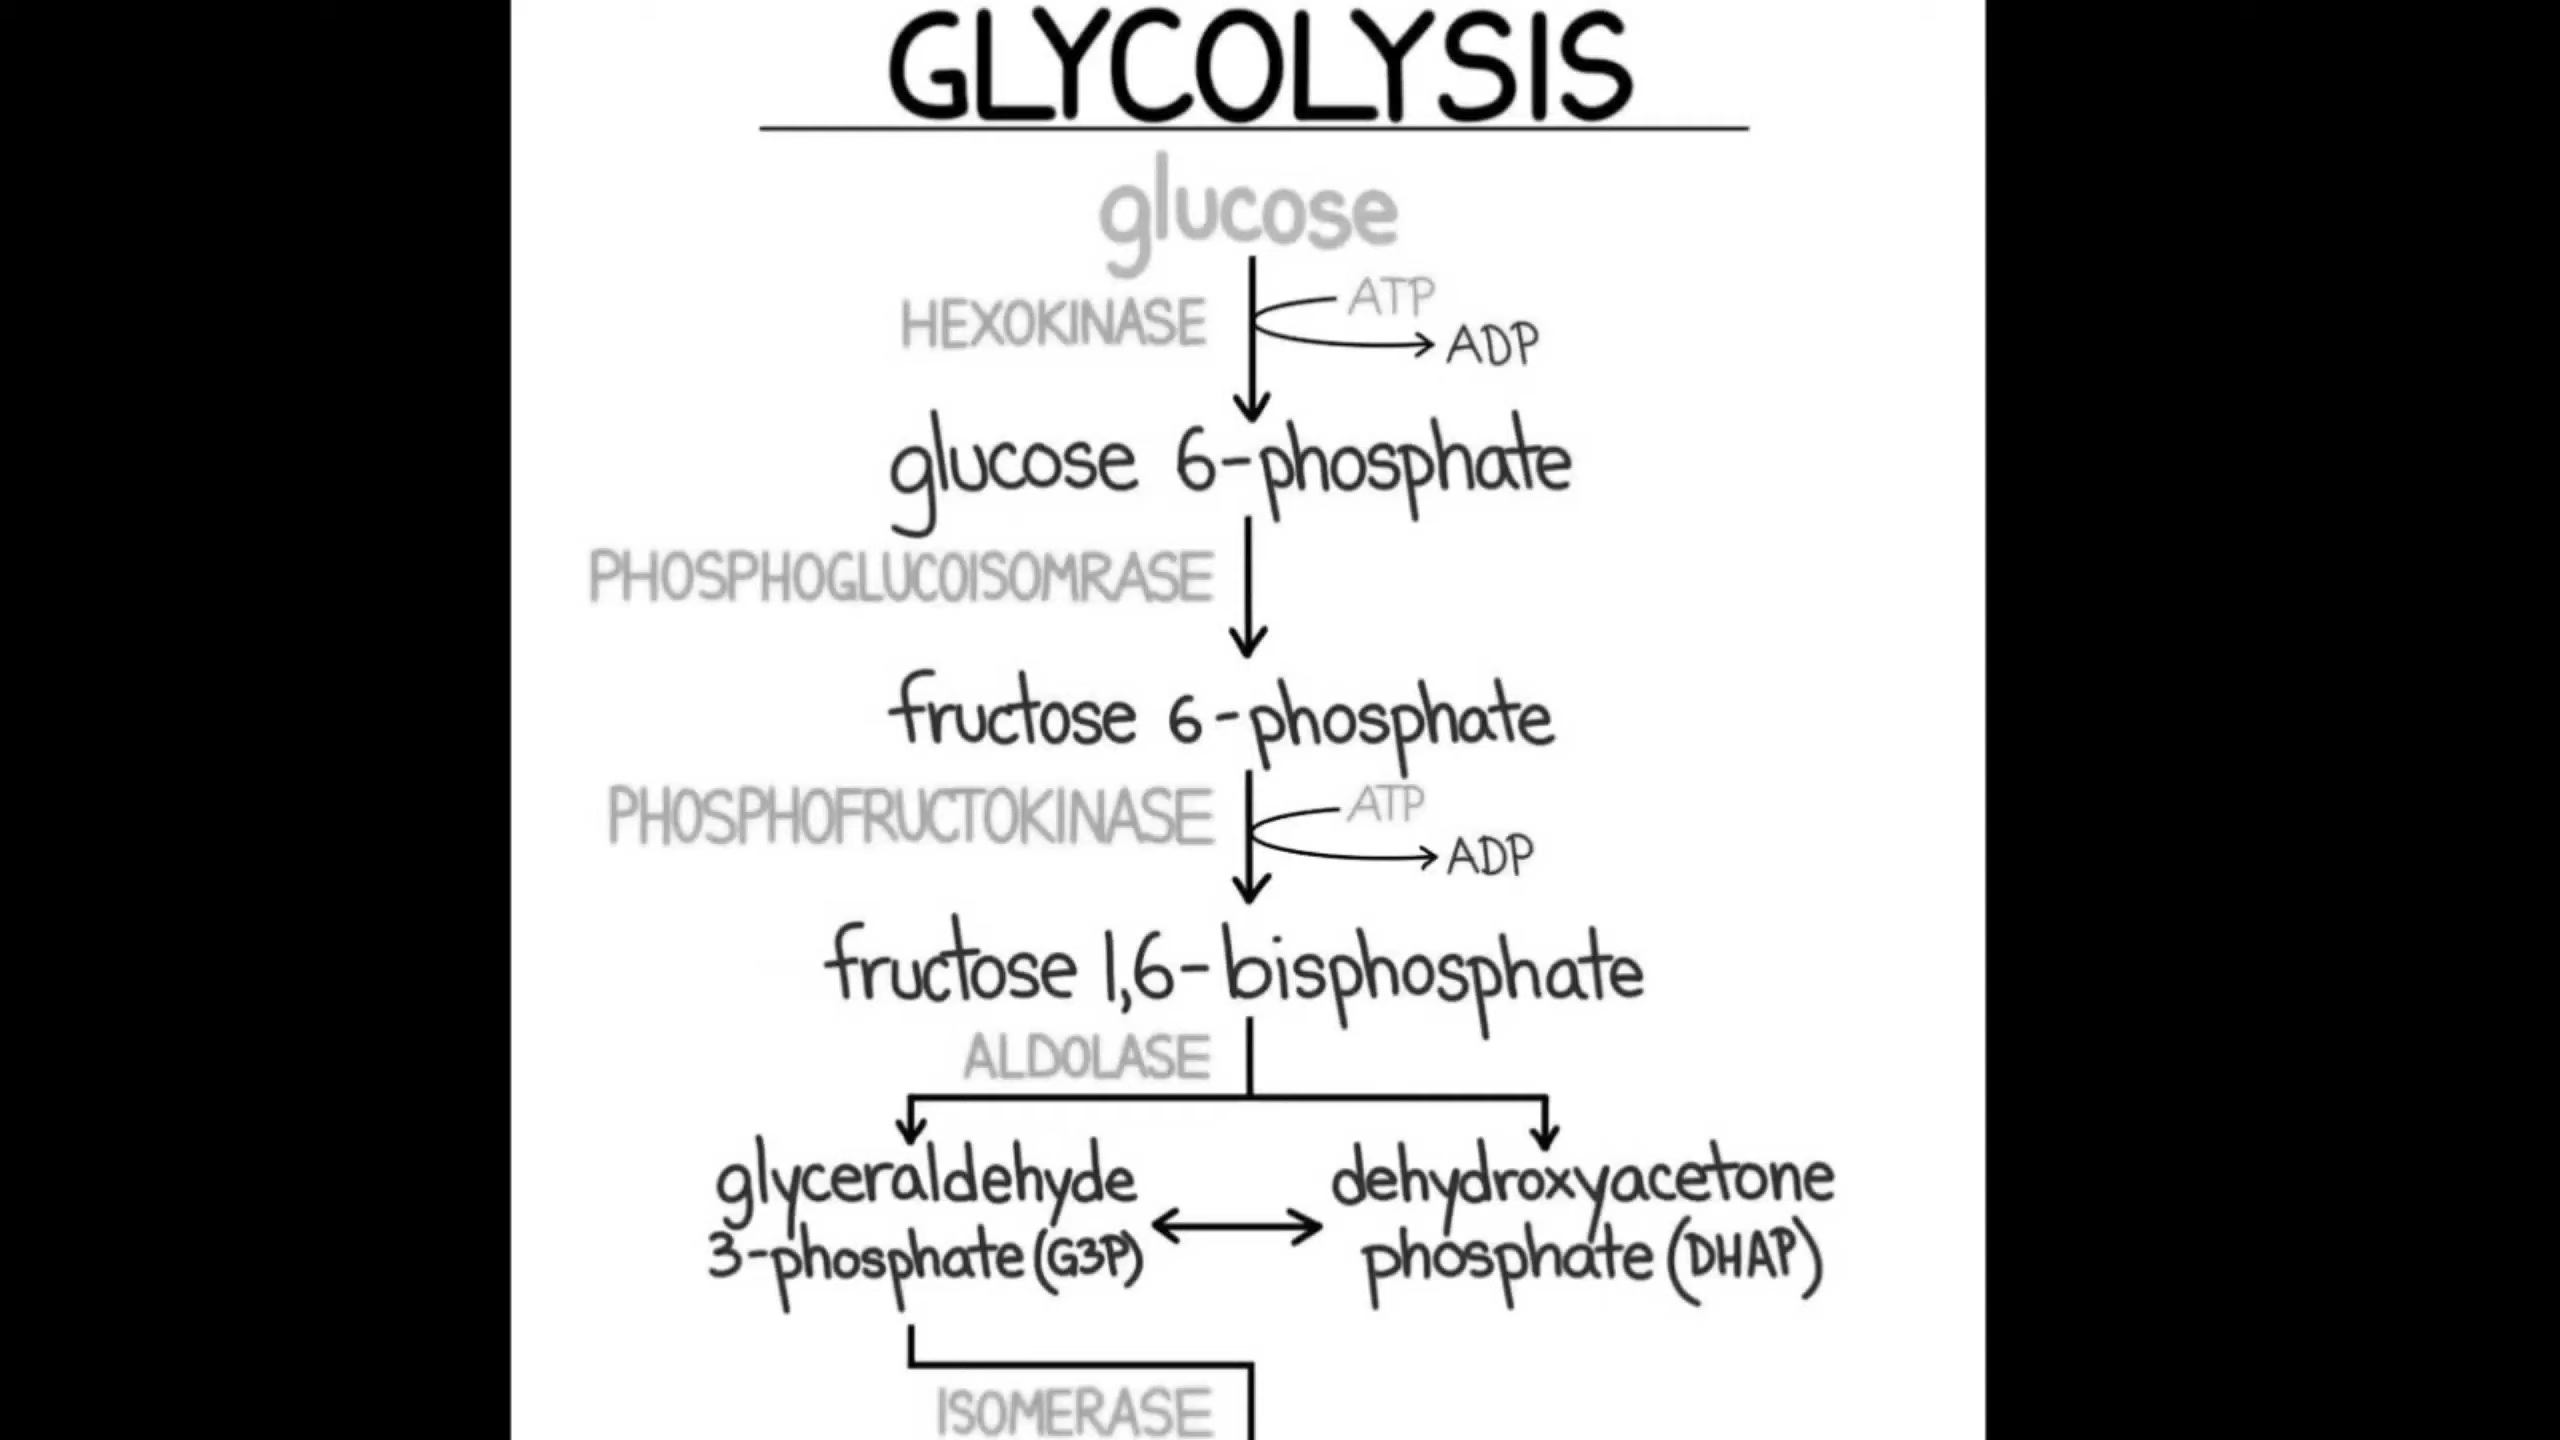 GLYCOLYSIS
glucose
HEXOKINASE
ATP
ADP
glucose 6-phosphate
PHOSPHOGLUCOISOMRASE
fructose 6-phosphate
PHOSPHOFRUCTOKINASE
ATP
ADP
fructose 1,6-bisphosphate
ALDOLASE
glyceraldehyde
3-phosphate (G3P)
dehydroxyacetone
phosphate (DHAP)
ISOMERASE